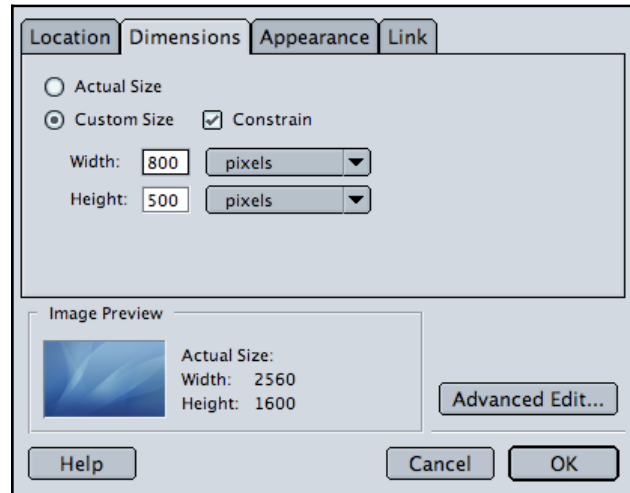 Location Dimensions Appearance Link
Actual Size
Custom Size Constrain
Width: 800 pixels
Height: 500 pixels
Image Preview
Actual Size:
Width: 2560
Height: 1600
Advanced Edit...
Help Cancel OK